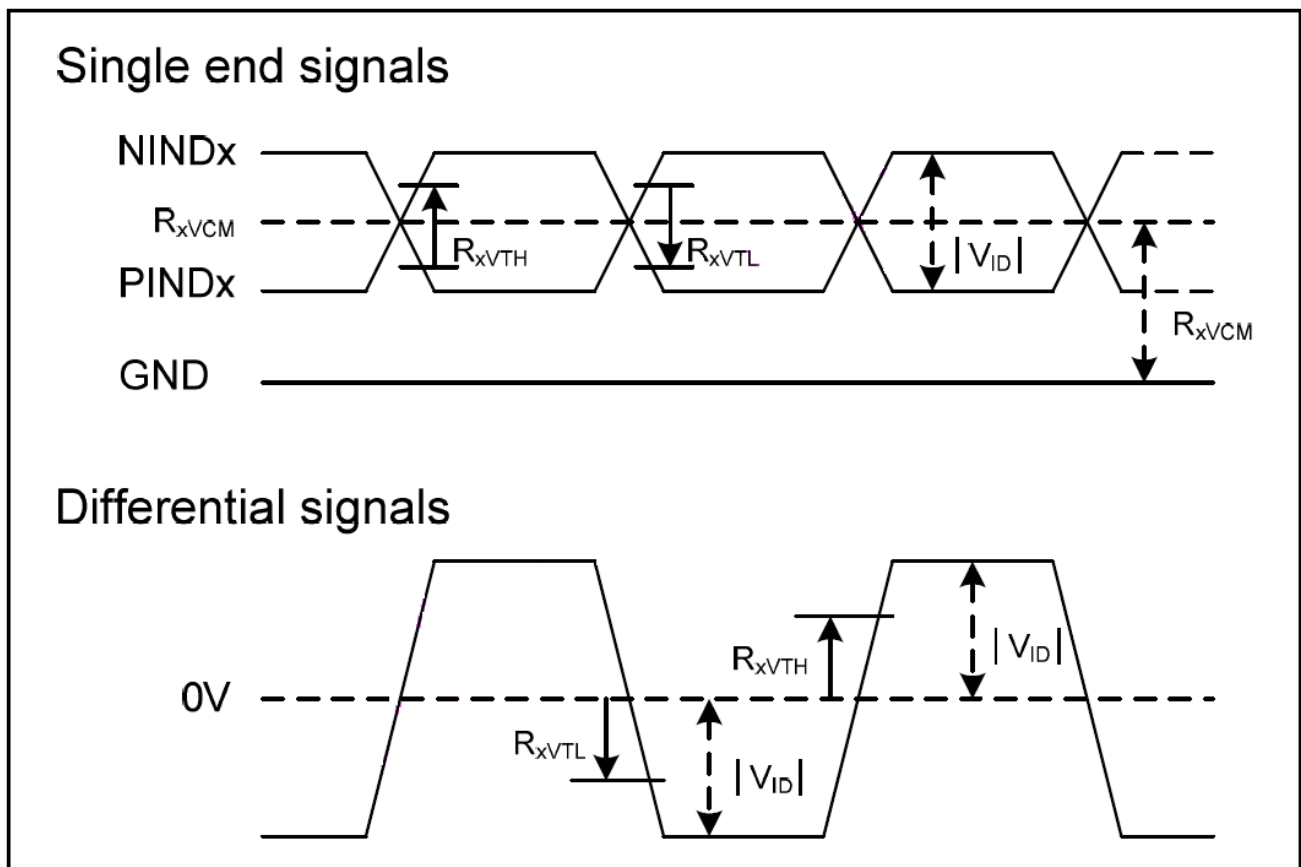 Single end signals
NINDx
RxVCM
RxVTH
RxVTL
|VID|
PINDx
RxVCM
GND
Differential signals
RxVTH
|VID|
0V
RxVTL
|VID|